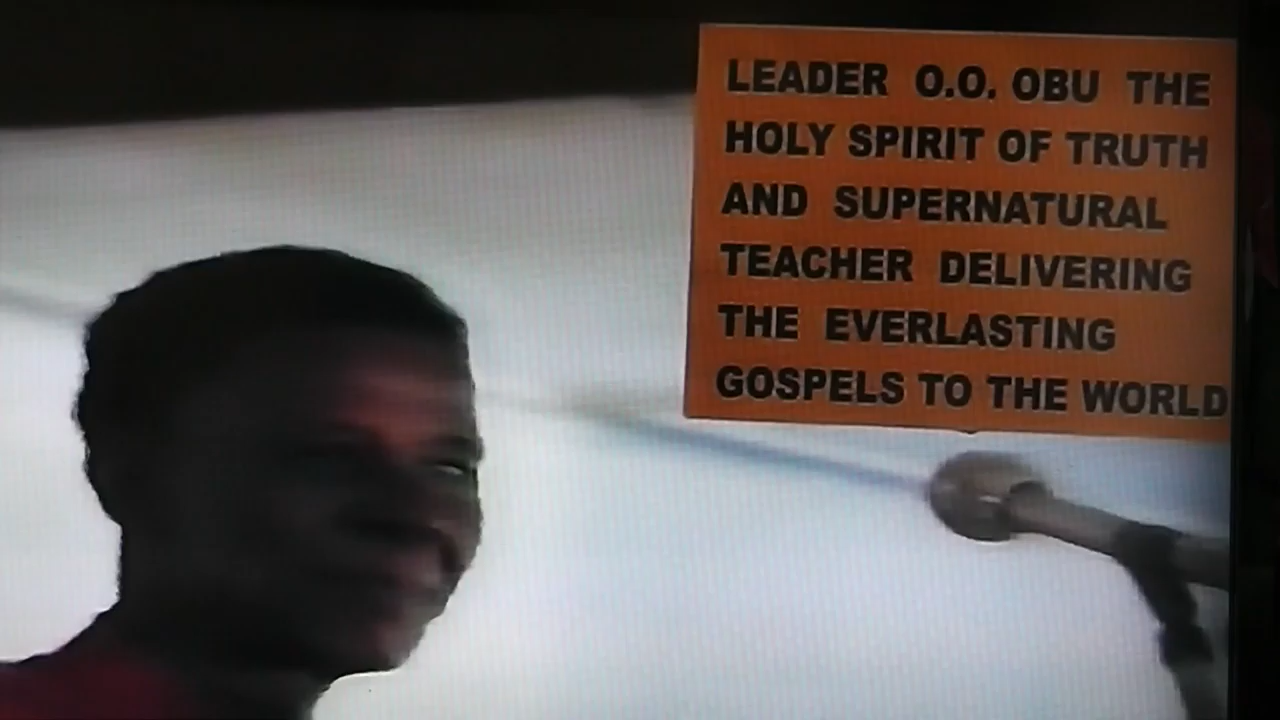 LEADER O.O. OBU THE
HOLY SPIRIT OF TRUTH
AND SUPERNATURAL
TEACHER DELIVERING
THE EVERLASTING
GOSPELS TO THE WORLD